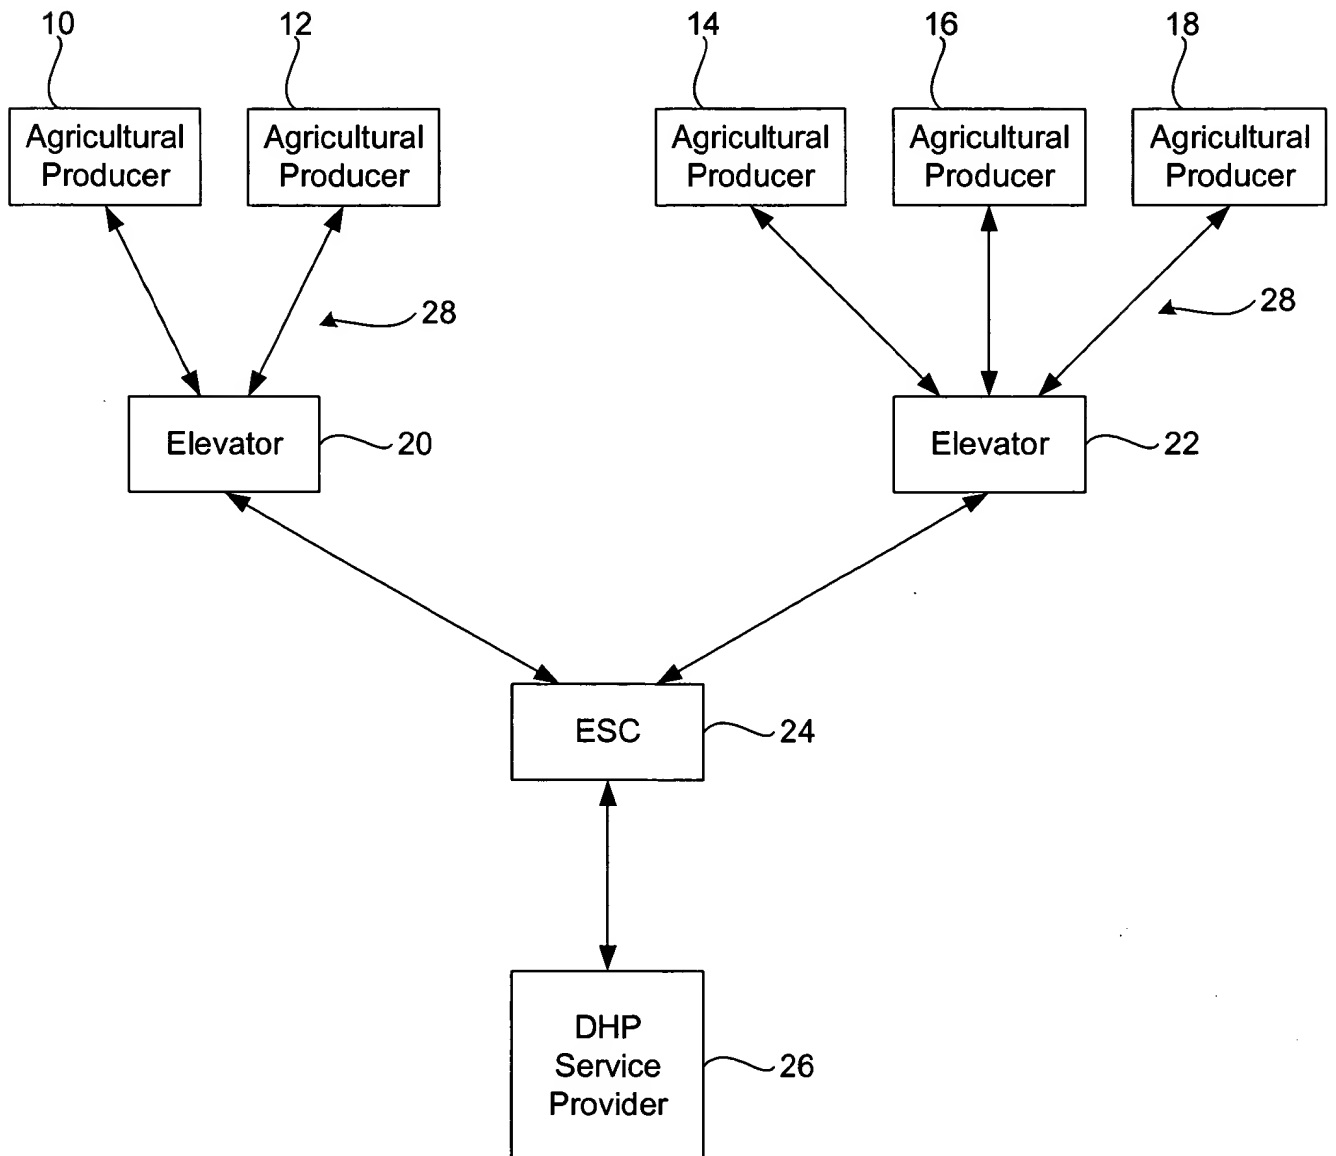 10
12
14
16
18
Agricultural
Producer
Agricultural
Producer
Agricultural
Producer
Agricultural
Producer
Agricultural
Producer
28
28
Elevator
20
Elevator
22
ESC
24
DHP
Service
Provider
26